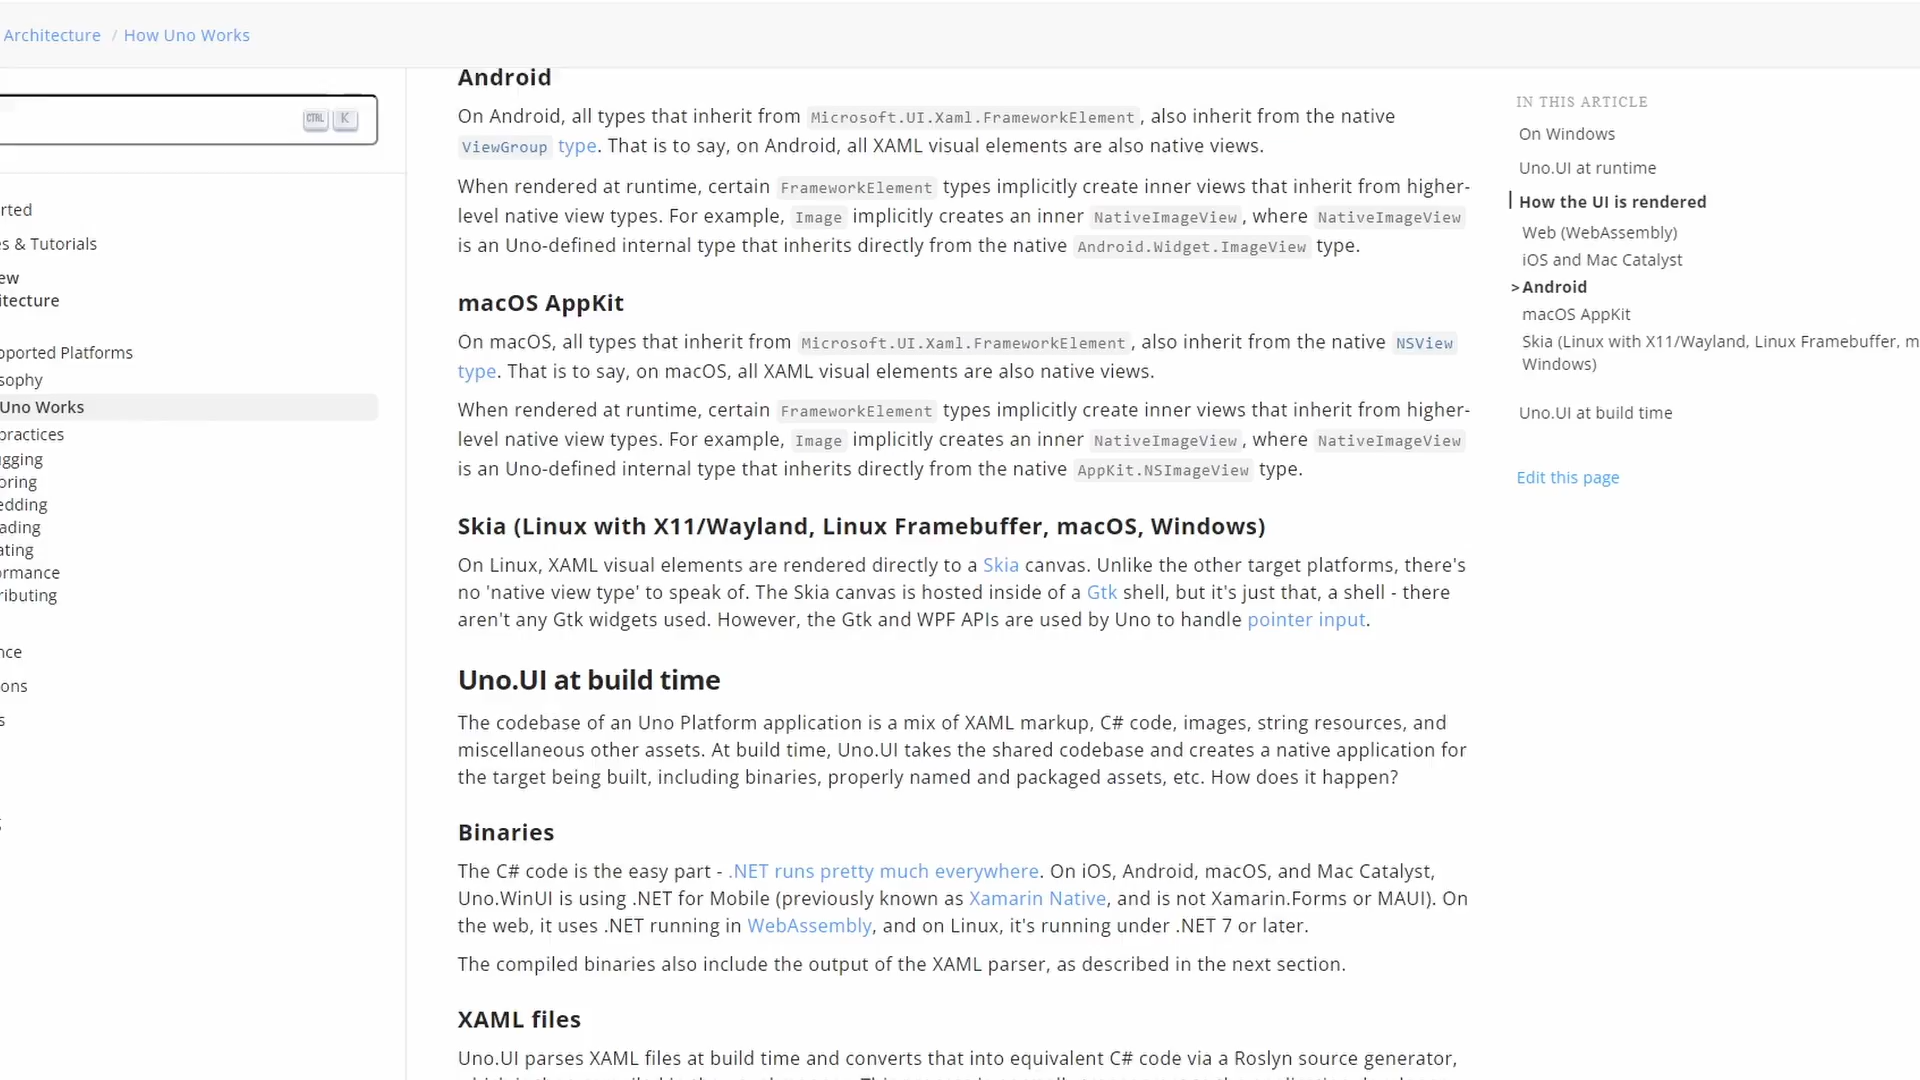 Architecture / How Uno Works
CTRL K
rted
s & Tutorials
ew
itecture
pported Platforms
sophy
Uno Works
practices
gging
oring
edding
ading
ating
ormance
ributing
nce
ons
s
Android
On Android, all types that inherit from Microsoft.UI.Xaml.FrameworkElement, also inherit from the native
ViewGroup type. That is to say, on Android, all XAML visual elements are also native views.
When rendered at runtime, certain FrameworkElement types implicitly create inner views that inherit from higher-
level native view types. For example, Image implicitly creates an inner NativeImageView, where NativeImageView
is an Uno-defined internal type that inherits directly from the native Android.Widget.ImageView type.
macOS AppKit
On macOS, all types that inherit from Microsoft.UI.Xaml.FrameworkElement, also inherit from the native NSView
type. That is to say, on macOS, all XAML visual elements are also native views.
When rendered at runtime, certain FrameworkElement types implicitly create inner views that inherit from higher-
level native view types. For example, Image implicitly creates an inner NativeImageView, where NativeImageView
is an Uno-defined internal type that inherits directly from the native AppKit.NSImageView type.
Skia (Linux with X11/Wayland, Linux Framebuffer, macOS, Windows)
On Linux, XAML visual elements are rendered directly to a Skia canvas. Unlike the other target platforms, there's
no 'native view type' to speak of. The Skia canvas is hosted inside of a Gtk shell, but it's just that, a shell - there
aren't any Gtk widgets used. However, the Gtk and WPF APIs are used by Uno to handle pointer input.
Uno.UI at build time
The codebase of an Uno Platform application is a mix of XAML markup, C# code, images, string resources, and
miscellaneous other assets. At build time, Uno.UI takes the shared codebase and creates a native application for
the target being built, including binaries, properly named and packaged assets, etc. How does it happen?
Binaries
The C# code is the easy part - .NET runs pretty much everywhere. On iOS, Android, macOS, and Mac Catalyst,
Uno.WinUI is using .NET for Mobile (previously known as Xamarin Native, and is not Xamarin.Forms or MAUI). On
the web, it uses .NET running in WebAssembly, and on Linux, it's running under .NET 7 or later.
The compiled binaries also include the output of the XAML parser, as described in the next section.
XAML files
Uno.UI parses XAML files at build time and converts that into equivalent C# code via a Roslyn source generator,
IN THIS ARTICLE
On Windows
Uno.UI at runtime
How the UI is rendered
Web (WebAssembly)
iOS and Mac Catalyst
> Android
macOS AppKit
Skia (Linux with X11/Wayland, Linux Framebuffer, m
Windows)
Uno.UI at build time
Edit this page